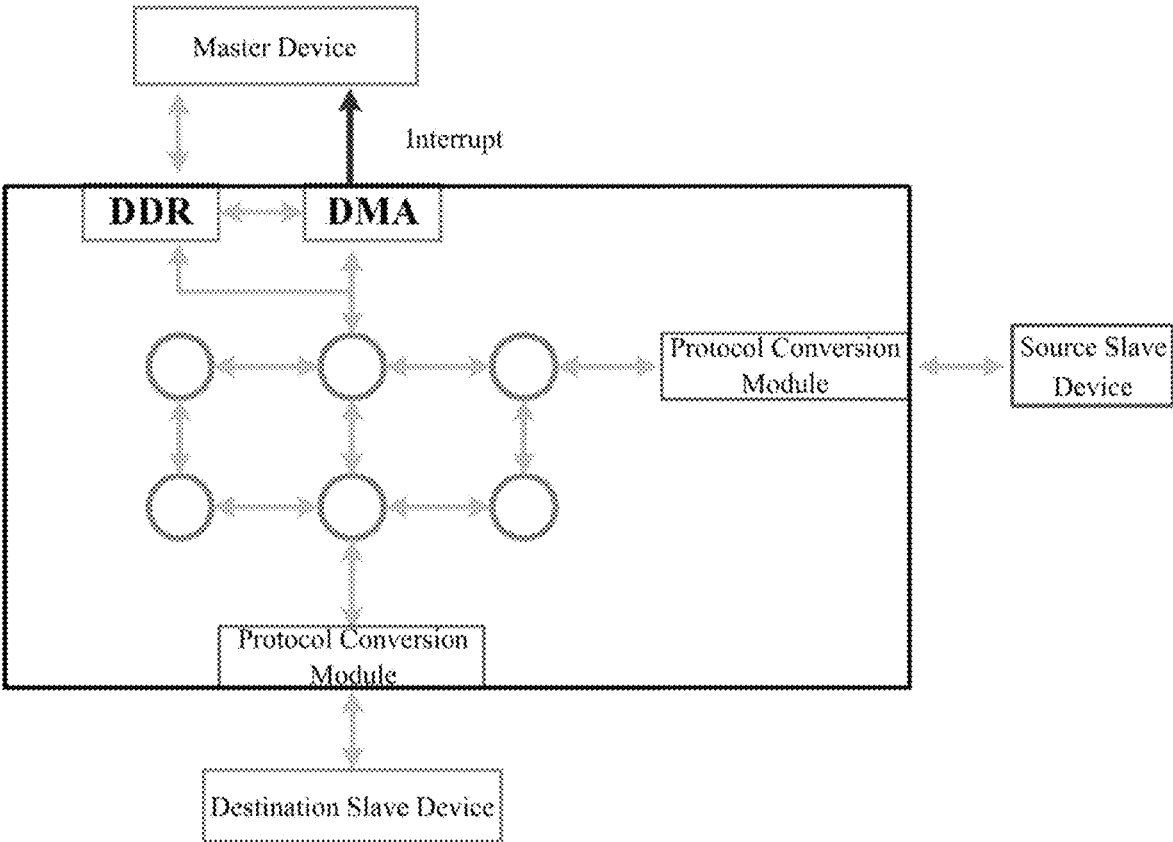 Master Device
Interrupt
DDR
DMA
Protocol Conversion
Module
Source Slave
Device
Protocol Conversion
Module
Destination Slave Device